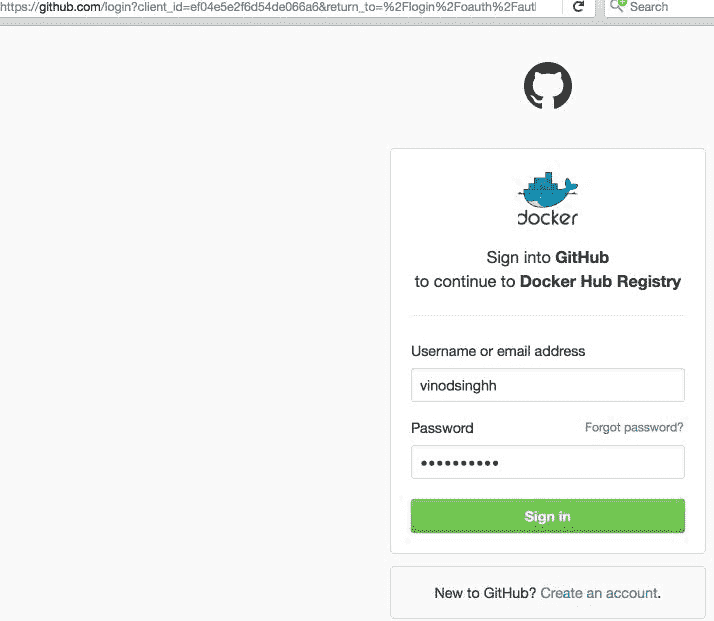 https://github.com/login?client_id=ef04e5e2f6d54de066a6&return_to=%2Flogin%2Foauth%2Faut
Search
docker
Sign into GitHub
to continue to Docker Hub Registry
Username or email address
vinodsinghh
Password Forgot password?
••••••••••
Sign in
New to GitHub? Create an account.